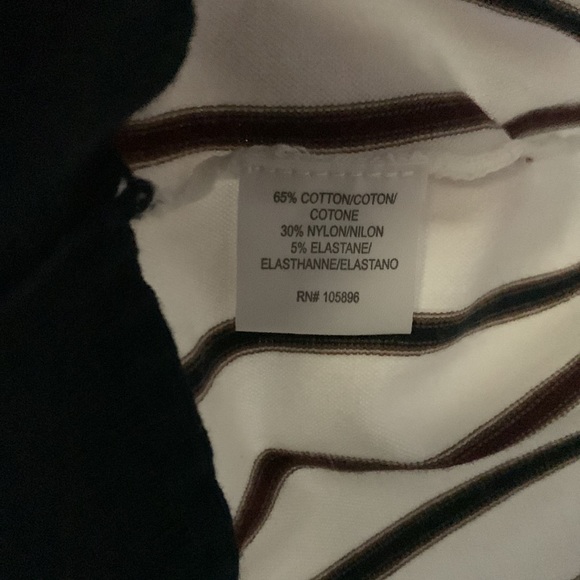 65% COTTON/COTON/
COTONE
30% NYLON/NILON
5% ELASTANE/
ELASTHANNE/ELASTANO
RN# 105896